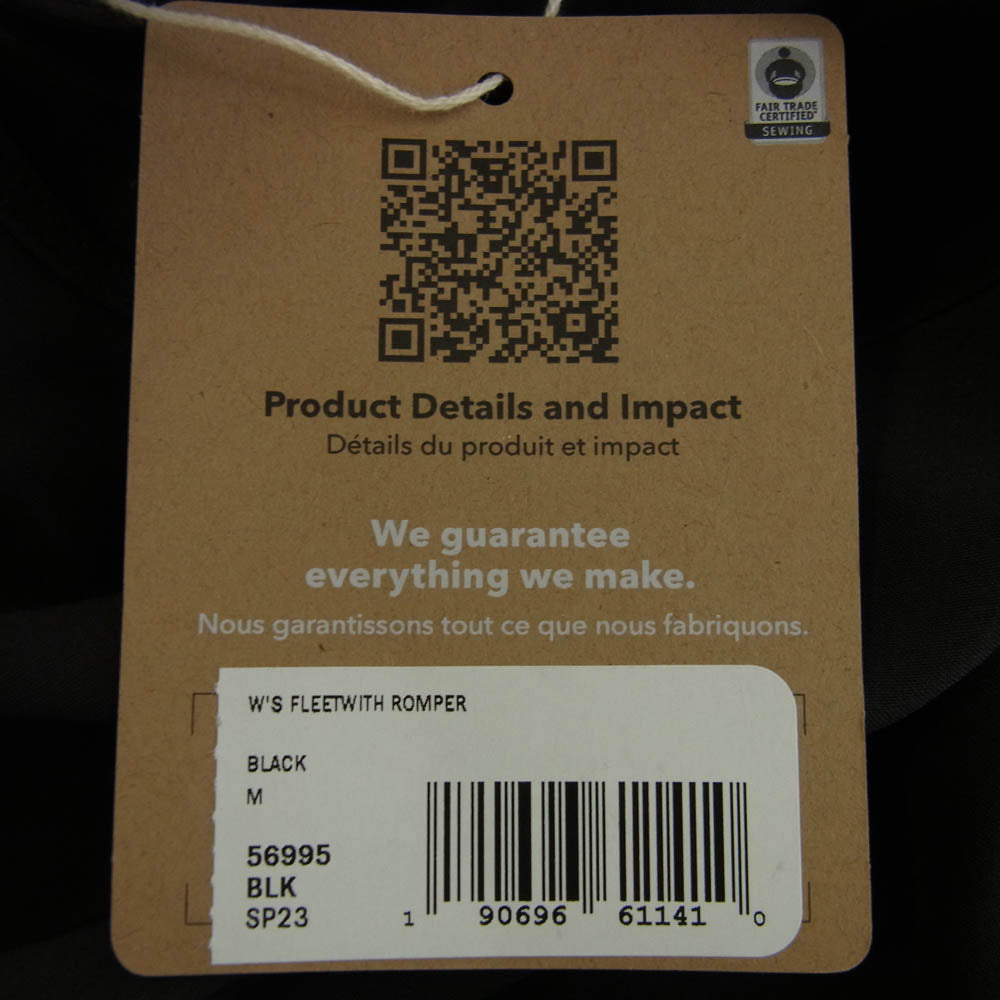 FAIR TRADE
CERTIFIED™
SEWING
Product Details and Impact
Détails du produit et impact
We guarantee
everything we make.
Nous garantissons tout ce que nous fabriquons.
W'S FLEETWITH ROMPER
BLACK
M
56995
BLK
SP23
1 90696 61141 0